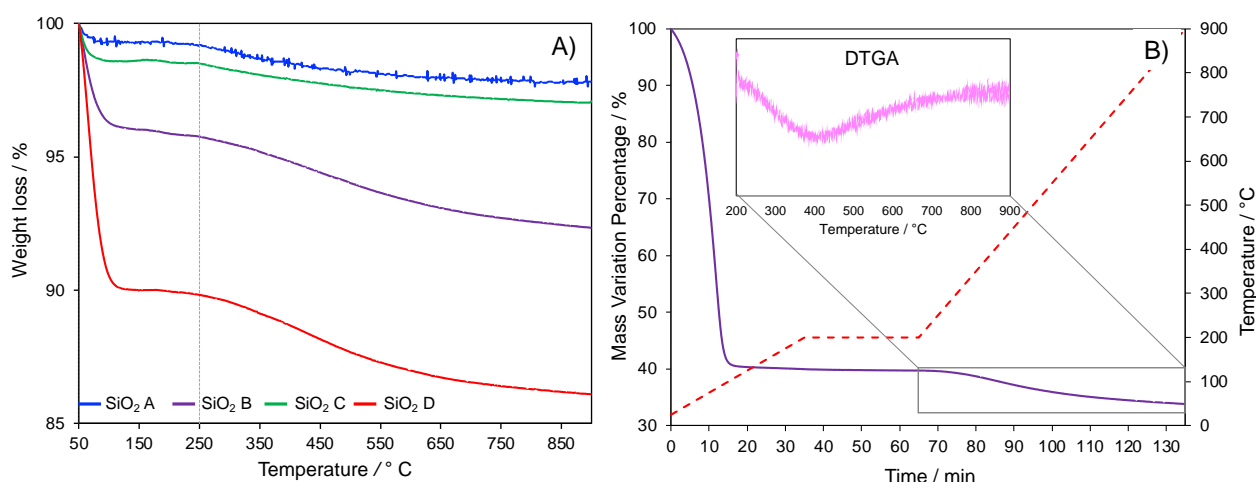 A)
100
95
90
85
Weight loss / %
SiO₂ A SiO₂ B SiO₂ C SiO₂ D
50 150 250 350 450 550 650 750 850
Temperature / ° C
B)
100
90
80
70
60
50
40
30
Mass Variation Percentage / %
DTGA
200 300 400 500 600 700 800 900
Temperature / °C
900
800
700
600
500
400
300
200
100
0
Temperature / °C
0 10 20 30 40 50 60 70 80 90 100 110 120 130
Time / min